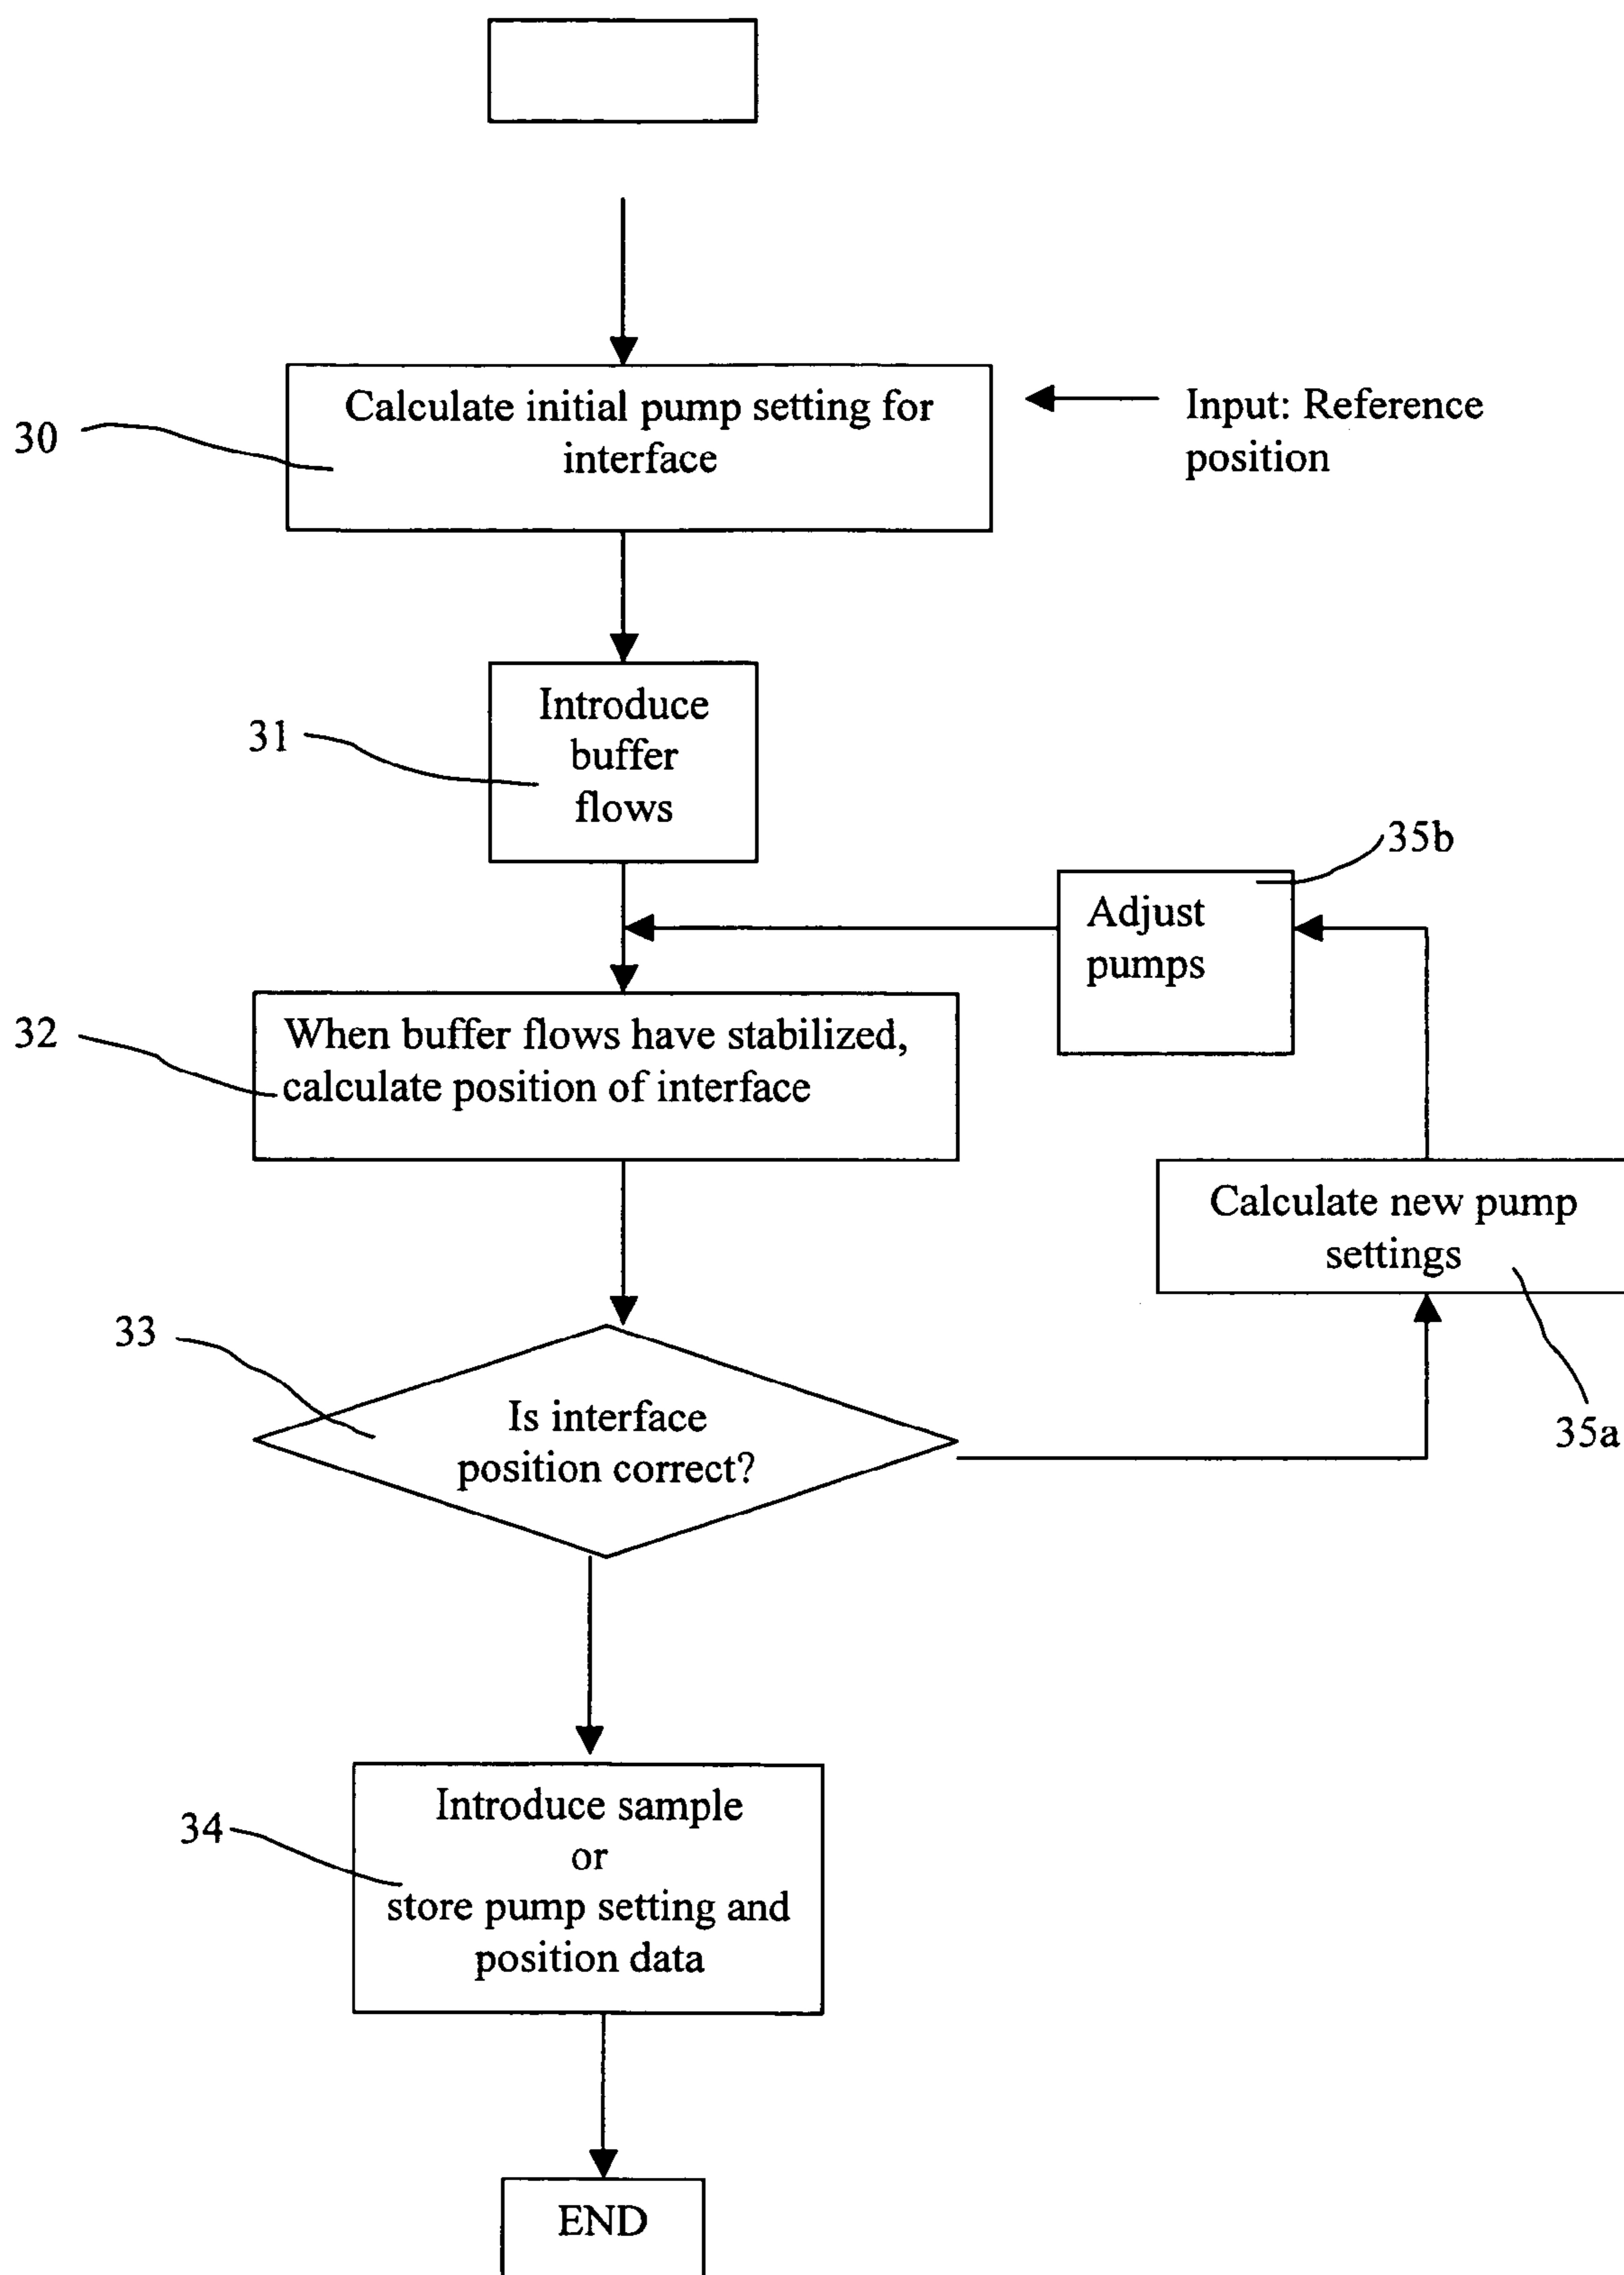 Calculate initial pump setting for
interface
30
Input: Reference
position
Introduce
buffer
flows
31
35b
Adjust
pumps
32
When buffer flows have stabilized,
calculate position of interface
Calculate new pump
settings
35a
33
Is interface
position correct?
34
Introduce sample
or
store pump setting and
position data
END